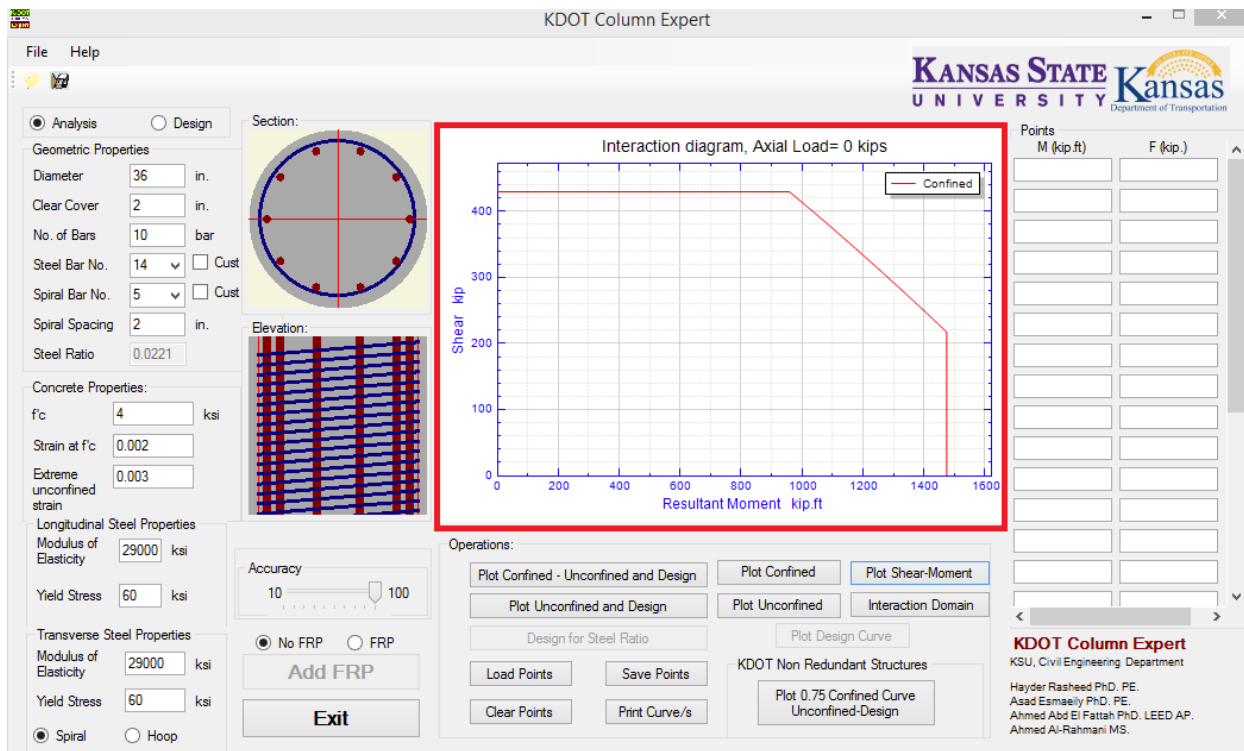 KDOT Column Expert
File Help
KANSAS STATE
UNIVERSITY
Kansas
Department of Transportation
Analysis Design
Geometric Properties
Diameter 36 in.
Clear Cover 2 in.
No. of Bars 10 bar
Steel Bar No. 14 Cust
Spiral Bar No. 5 Cust
Spiral Spacing 2 in.
Steel Ratio 0.0221
Concrete Properties:
f'c 4 ksi
Strain at f'c 0.002
Extreme
unconfined
strain
0.003
Longitudinal Steel Properties
Modulus of
Elasticity
29000 ksi
Yield Stress 60 ksi
Transverse Steel Properties
Modulus of
Elasticity
29000 ksi
Yield Stress 60 ksi
Spiral Hoop
Section:
Elevation:
Accuracy
10 100
No FRP FRP
Add FRP
Exit
Interaction diagram, Axial Load= 0 kips
Confined
Shear kip
400
300
200
100
0
0 200 400 600 800 1000 1200 1400 1600
Resultant Moment kip.ft
Operations:
Plot Confined - Unconfined and Design
Plot Confined
Plot Shear-Moment
Plot Unconfined and Design
Plot Unconfined
Interaction Domain
Design for Steel Ratio
Plot Design Curve
Load Points
Save Points
Clear Points
Print Curve/s
KDOT Non Redundant Structures
Plot 0.75 Confined Curve
Unconfined-Design
Points
M (kip.ft) F (kip.)
KDOT Column Expert
KSU, Civil Engineering Department
Hayder Rasheed PhD. PE.
Asad Esmaeily PhD. PE.
Ahmed Abd El Fattah PhD. LEED AP.
Ahmed Al-Rahmani MS.